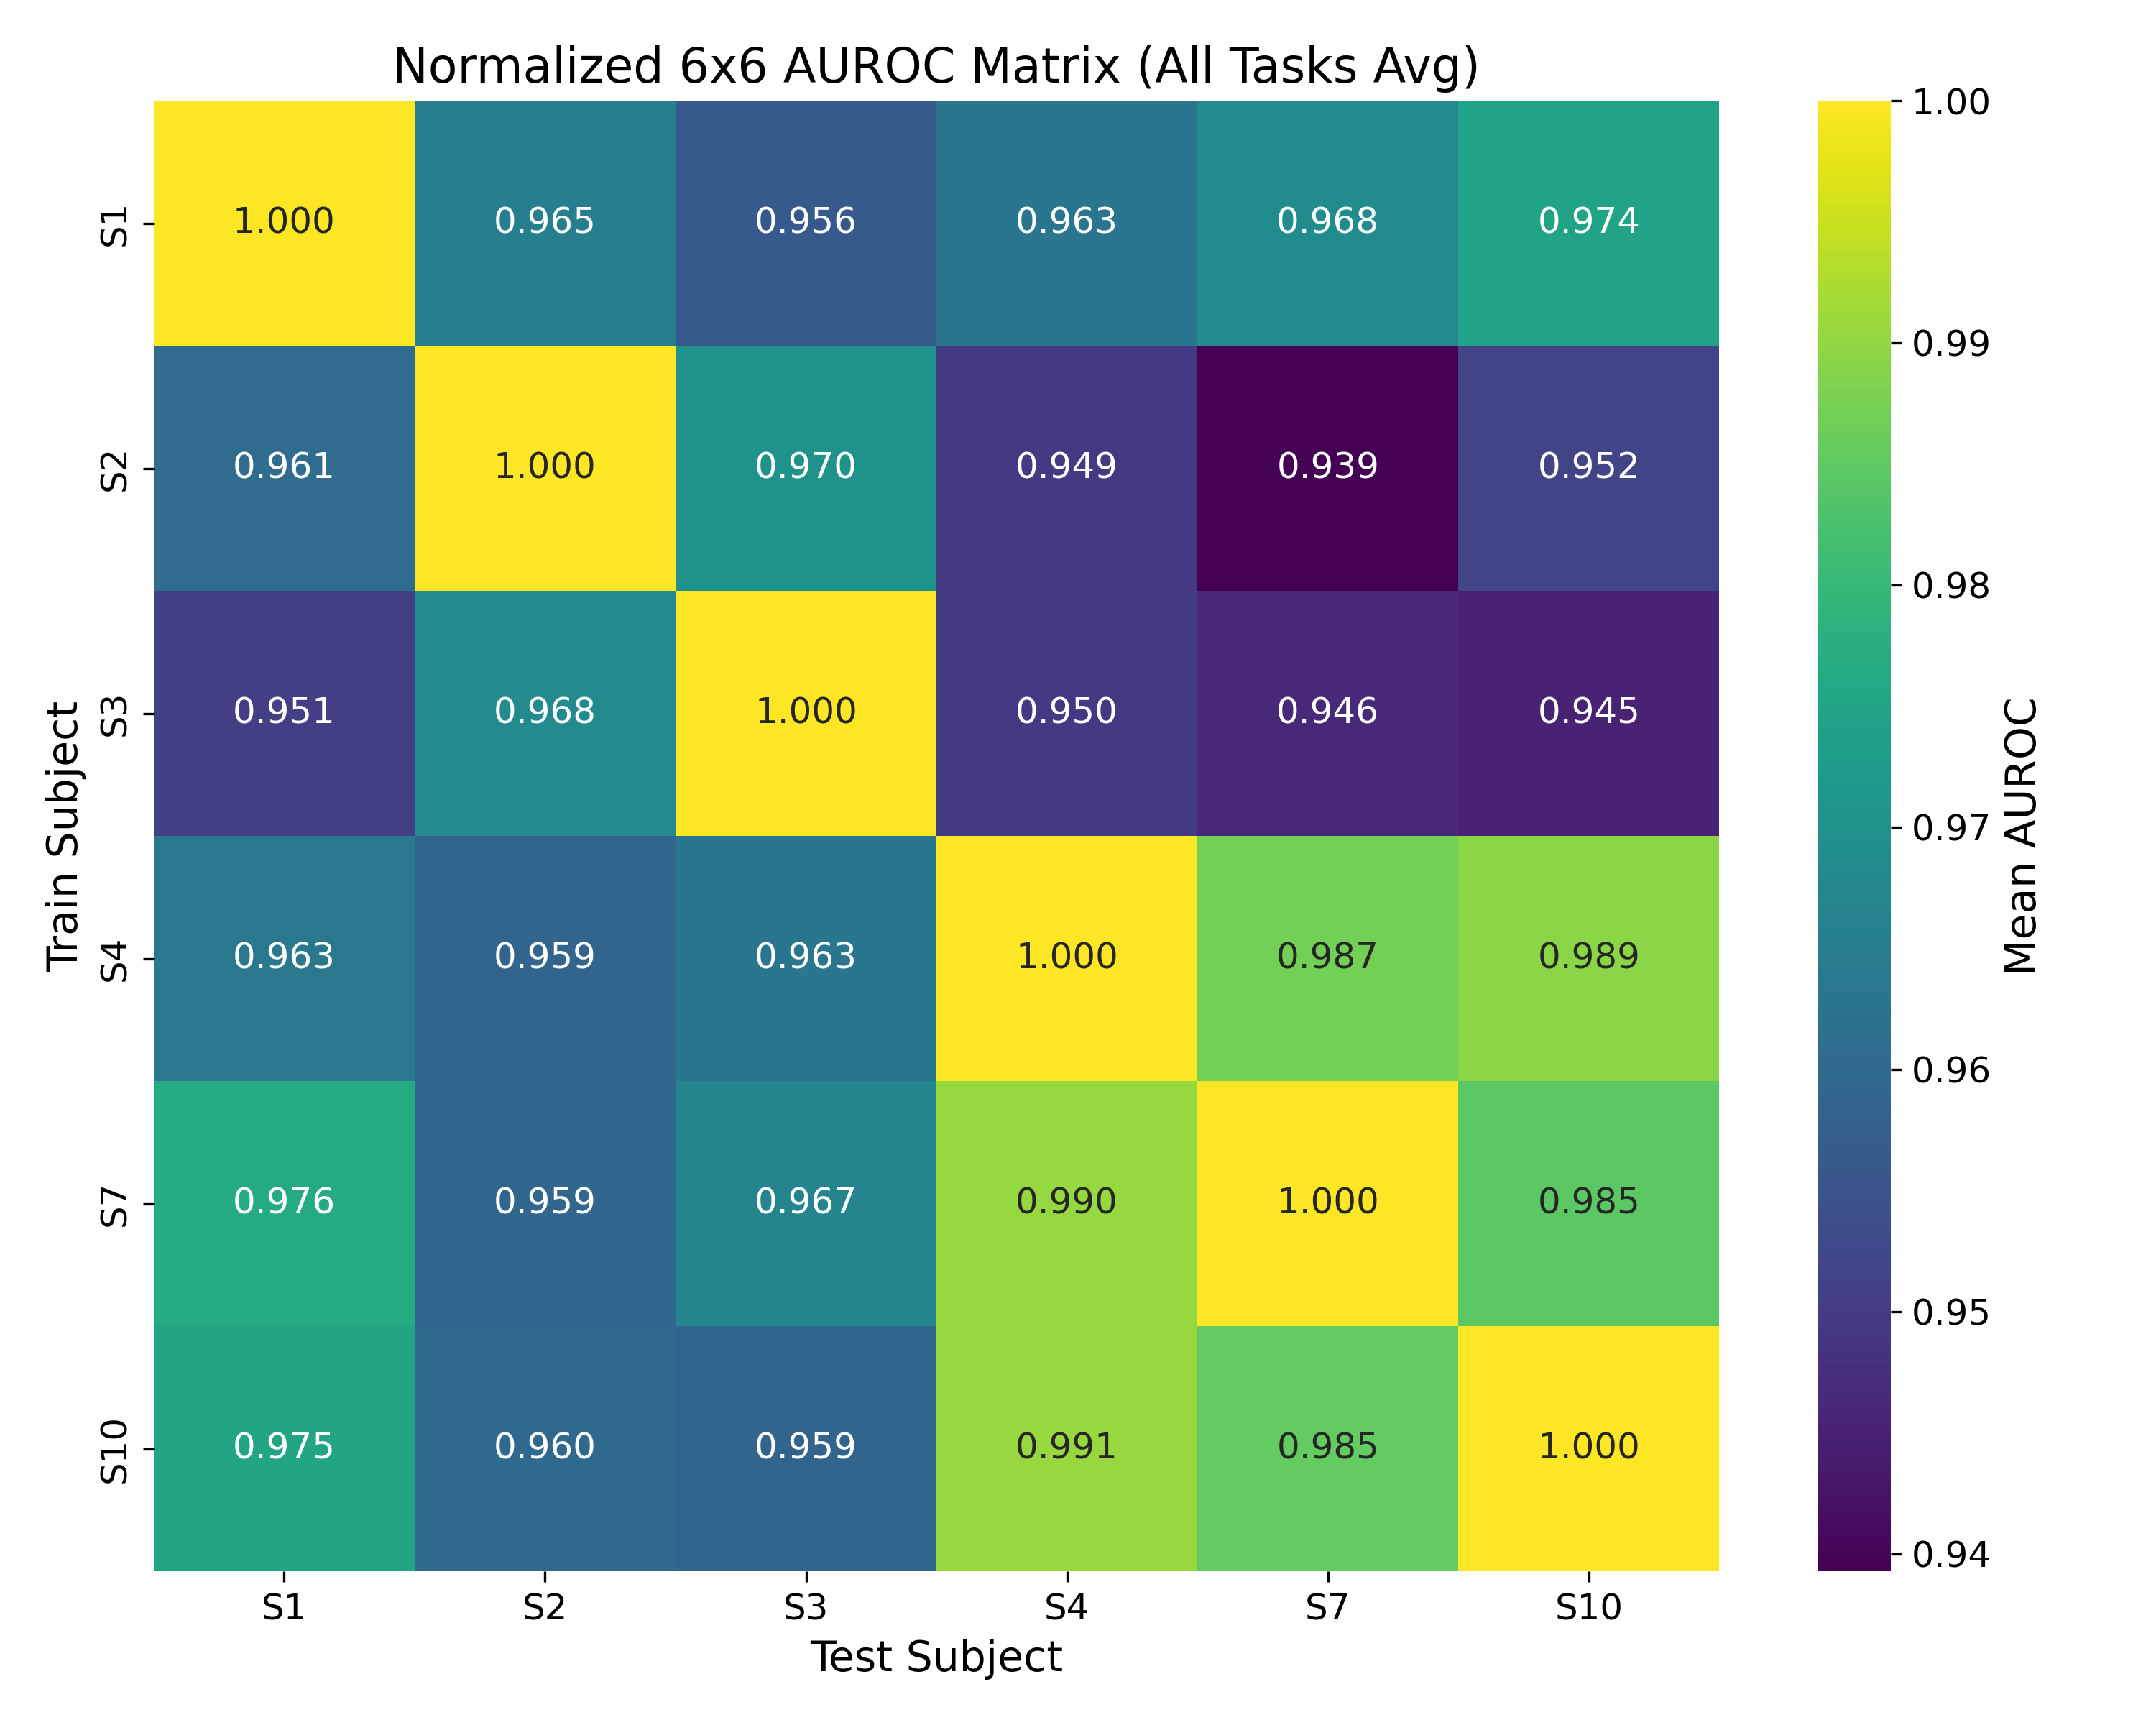 Normalized 6x6 AUROC Matrix (All Tasks Avg)
Train Subject
S1 1.000 0.965 0.956 0.963 0.968 0.974
S2 0.961 1.000 0.970 0.949 0.939 0.952
S3 0.951 0.968 1.000 0.950 0.946 0.945
S4 0.963 0.959 0.963 1.000 0.987 0.989
S7 0.976 0.959 0.967 0.990 1.000 0.985
S10 0.975 0.960 0.959 0.991 0.985 1.000
S1 S2 S3 S4 S7 S10
Test Subject
1.00
0.99
0.98
0.97
0.96
0.95
0.94
Mean AUROC